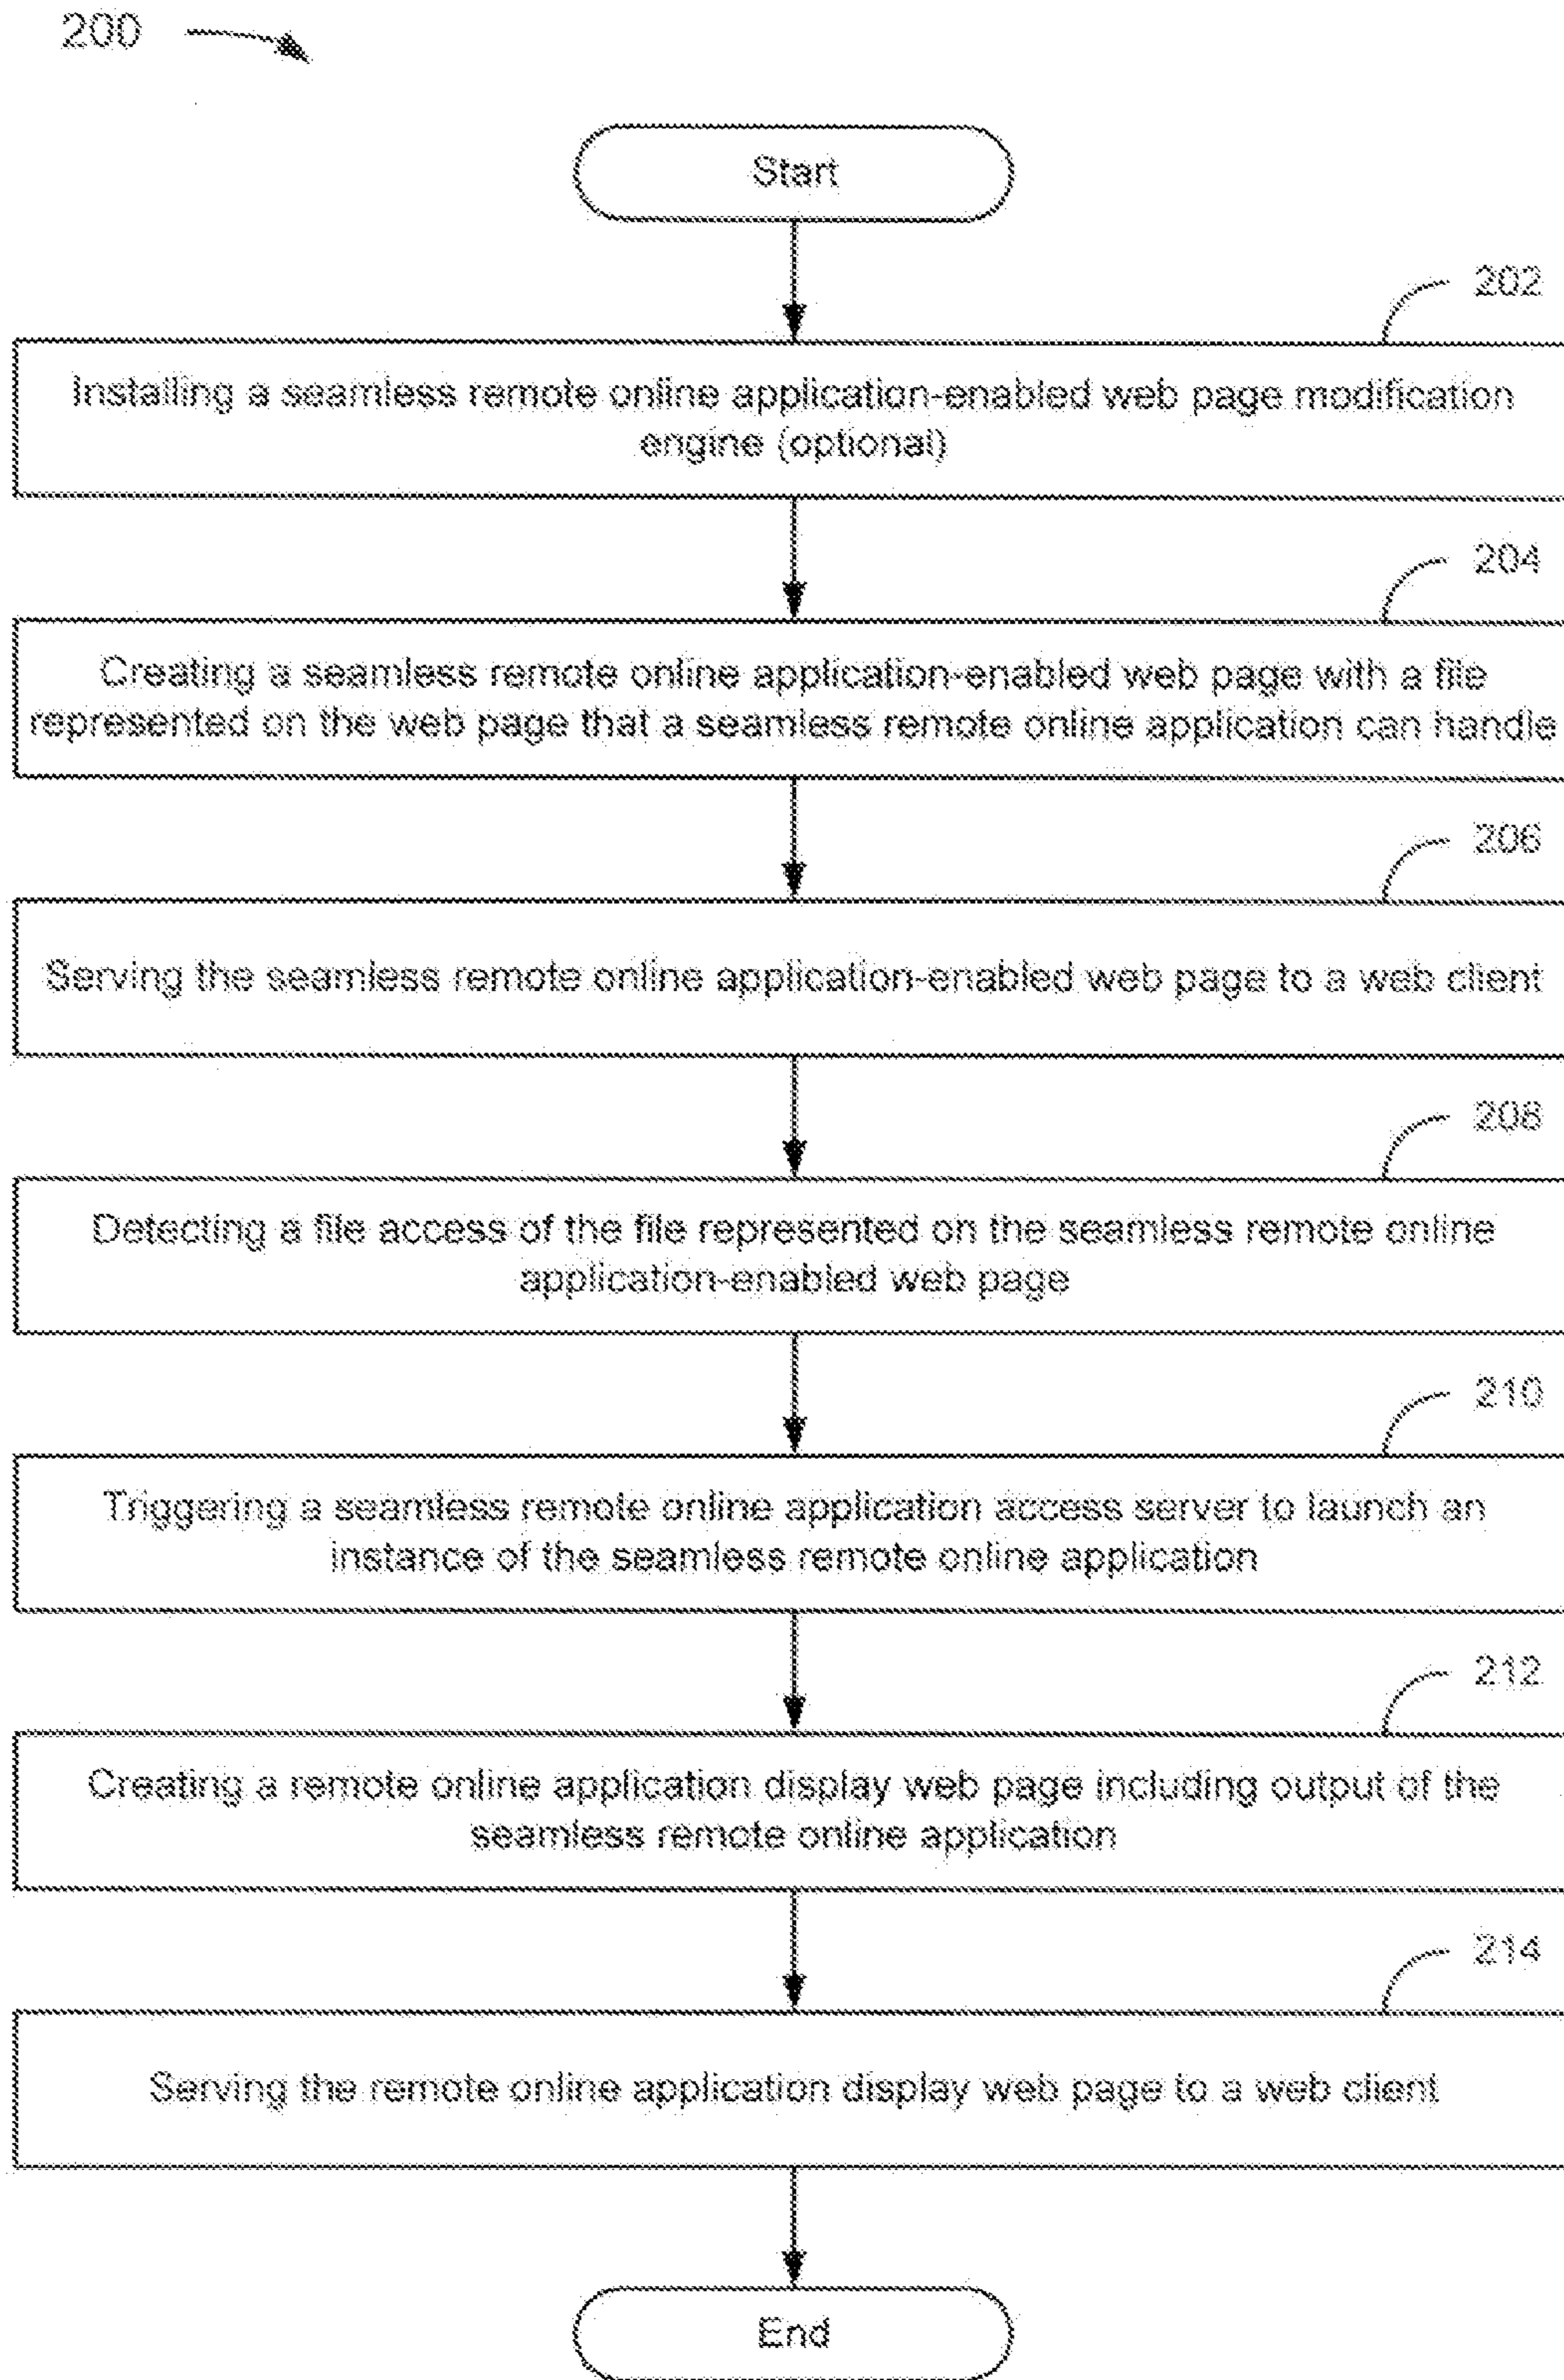 200
Start
202
Installing a seamless remote online application-enabled web page modification
engine (optional)
204
Creating a seamless remote online application-enabled web page with a file
represented on the web page that a seamless remote online application can handle
206
Serving the seamless remote online application-enabled web page to a web client
208
Detecting a file access of the file represented on the seamless remote online
application-enabled web page
210
Triggering a seamless remote online application access server to launch an
instance of the seamless remote online application
212
Creating a remote online application display web page including output of the
seamless remote online application
214
Serving the remote online application display web page to a web client
End